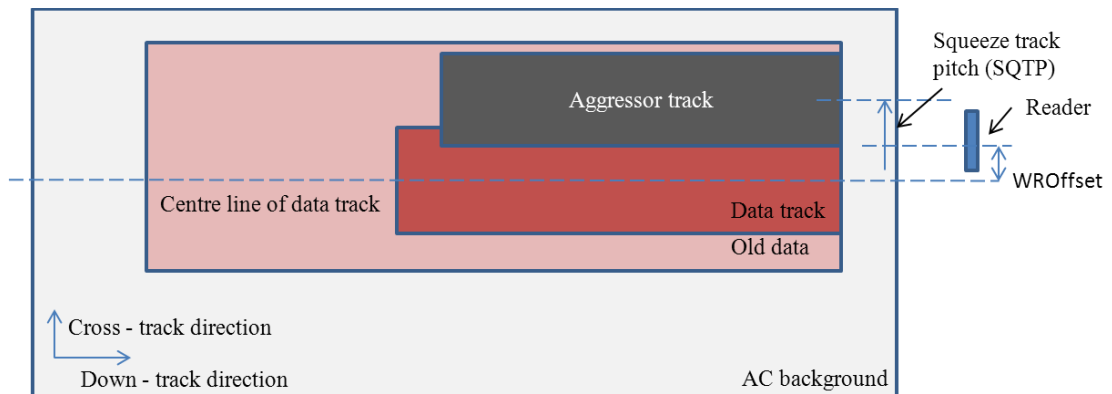 Squeeze track
pitch (SQTP)
Aggressor track
Reader
WROffset
Centre line of data track
Data track
Old data
Cross - track direction
Down - track direction
AC background